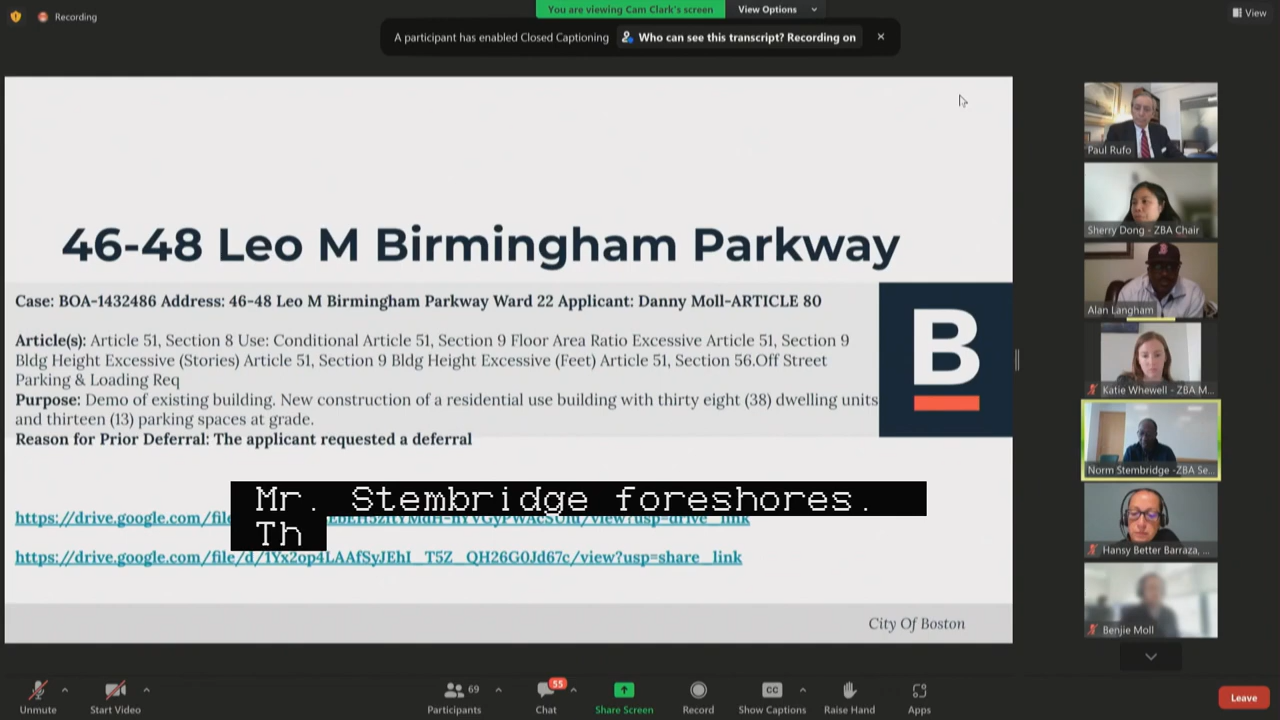 You are viewing Cam Clark's screen
View Options
Recording
View
A participant has enabled Closed Captioning
Who can see this transcript? Recording on
46-48 Leo M Birmingham Parkway
Case: BOA-1432486 Address: 46-48 Leo M Birmingham Parkway Ward 22 Applicant: Danny Moll-ARTICLE 80
Article(s): Article 51, Section 8 Use: Conditional Article 51, Section 9 Floor Area Ratio Excessive Article 51, Section 9
Bldg Height Excessive (Stories) Article 51, Section 9 Bldg Height Excessive (Feet) Article 51, Section 56.Off Street
Parking & Loading Req
Purpose: Demo of existing building. New construction of a residential use building with thirty eight (38) dwelling units
and thirteen (13) parking spaces at grade.
Reason for Prior Deferral: The applicant requested a deferral
B
Mr. Stembridge foreshores.
Th
https://drive.google.com/file
https://drive.google.com/file/d/1Yx2op4LAAfSyJEhI_T5Z_QH26G0Jd67c/view?usp=share_link
City Of Boston
Paul Rufo
Sherry Dong - ZBA Chair
Alan Langham
Katie Whewell - ZBA M...
Norm Stembridge -ZBA Se...
Hansy Better Barraza, ...
Benjie Moll
Unmute
Start Video
69
Participants
55
Chat
Share Screen
Record
CC
Show Captions
Raise Hand
Apps
Leave